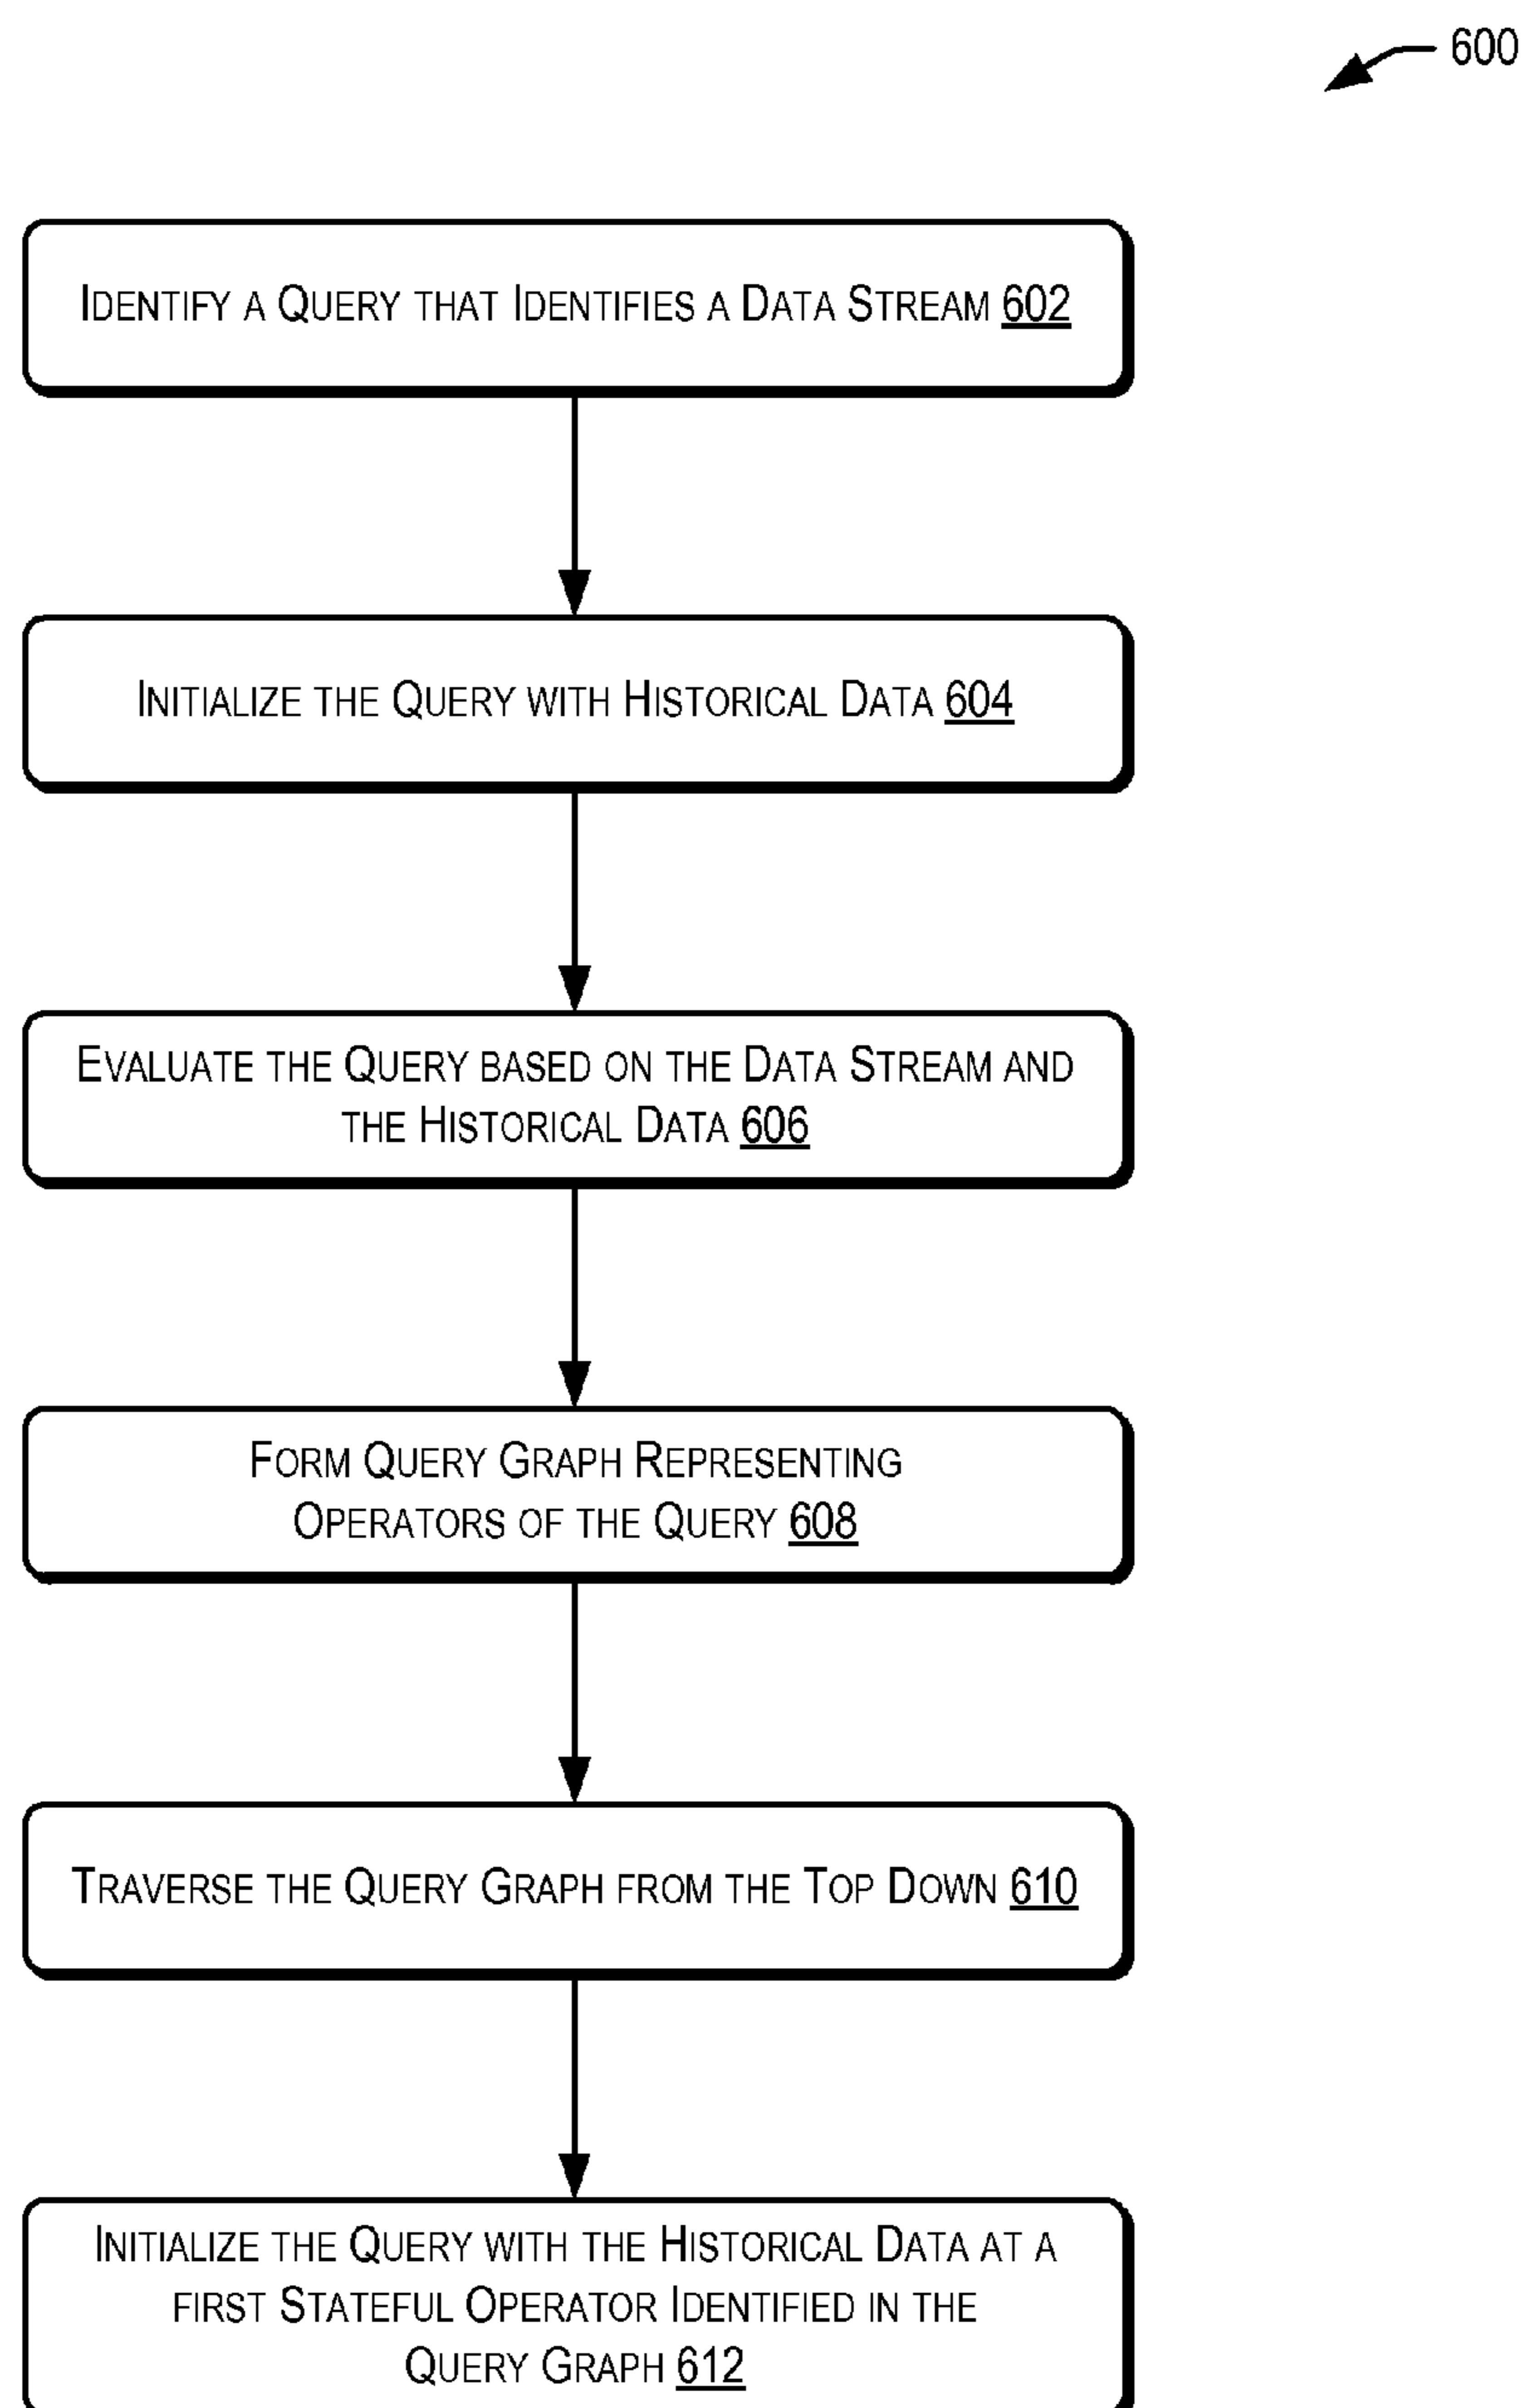 600
IDENTIFY A QUERY THAT IDENTIFIES A DATA STREAM 602
INITIALIZE THE QUERY WITH HISTORICAL DATA 604
EVALUATE THE QUERY BASED ON THE DATA STREAM AND
THE HISTORICAL DATA 606
FORM QUERY GRAPH REPRESENTING
OPERATORS OF THE QUERY 608
TRAVERSE THE QUERY GRAPH FROM THE TOP DOWN 610
INITIALIZE THE QUERY WITH THE HISTORICAL DATA AT A
FIRST STATEFUL OPERATOR IDENTIFIED IN THE
QUERY GRAPH 612